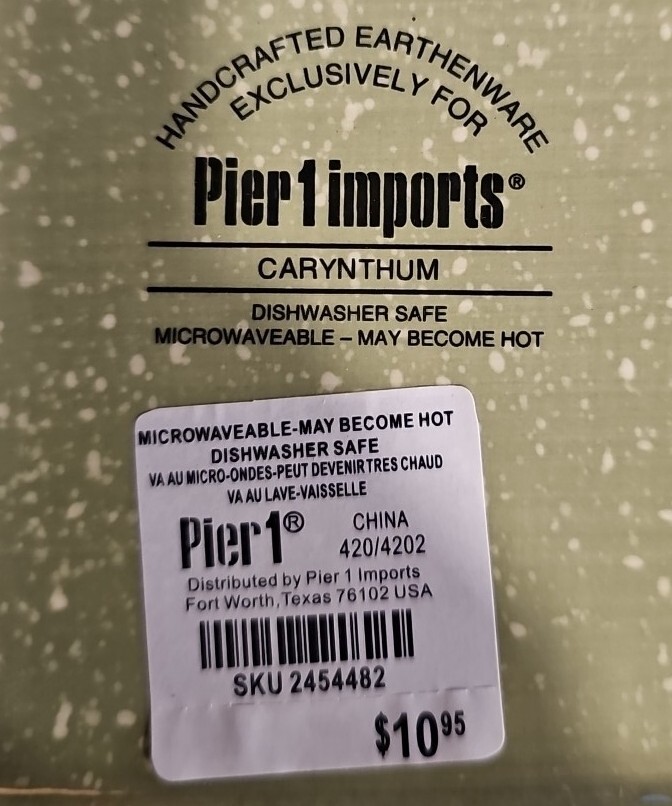 HANDCRAFTED EARTHENWARE
EXCLUSIVELY FOR
Pier 1 imports®
CARYNTHUM
DISHWASHER SAFE
MICROWAVEABLE – MAY BECOME HOT
MICROWAVEABLE-MAY BECOME HOT
DISHWASHER SAFE
VA AU MICRO-ONDES-PEUT DEVENIR TRES CHAUD
VA AU LAVE-VAISSELLE
Pier 1® CHINA
420/4202
Distributed by Pier 1 Imports
Fort Worth, Texas 76102 USA
SKU 2454482
$10.95